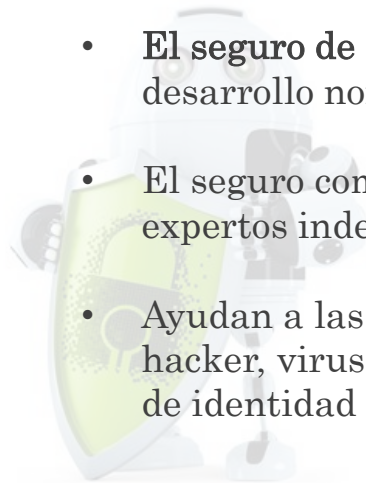 • El seguro de
desarrollo no
• El seguro con
expertos inde
• Ayudan a las
hacker, virus
de identidad